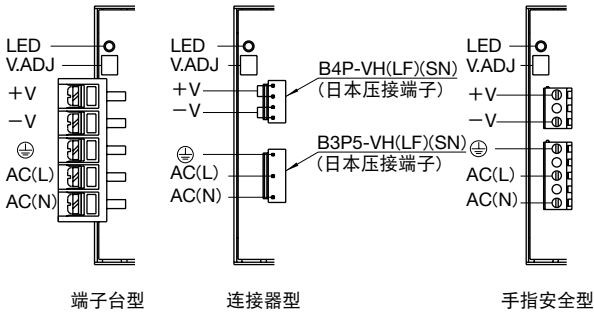 LED
V.ADJ
+V
−V
AC(L)
AC(N)
端子台型
LED
V.ADJ
+V
−V
AC(L)
AC(N)
B4P-VH(LF)(SN)
(日本压接端子)
B3P5-VH(LF)(SN)
(日本压接端子)
连接器型
LED
V.ADJ
+V
−V
AC(L)
AC(N)
手指安全型